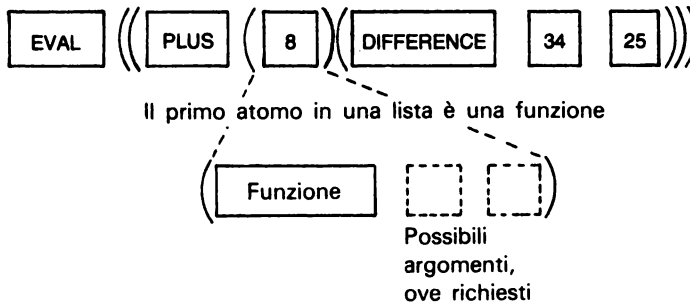 EVAL ((PLUS (8)(DIFFERENCE 34 25)))
Il primo atomo in una lista è una funzione
(Funzione )
Possibili
argomenti,
ove richiesti